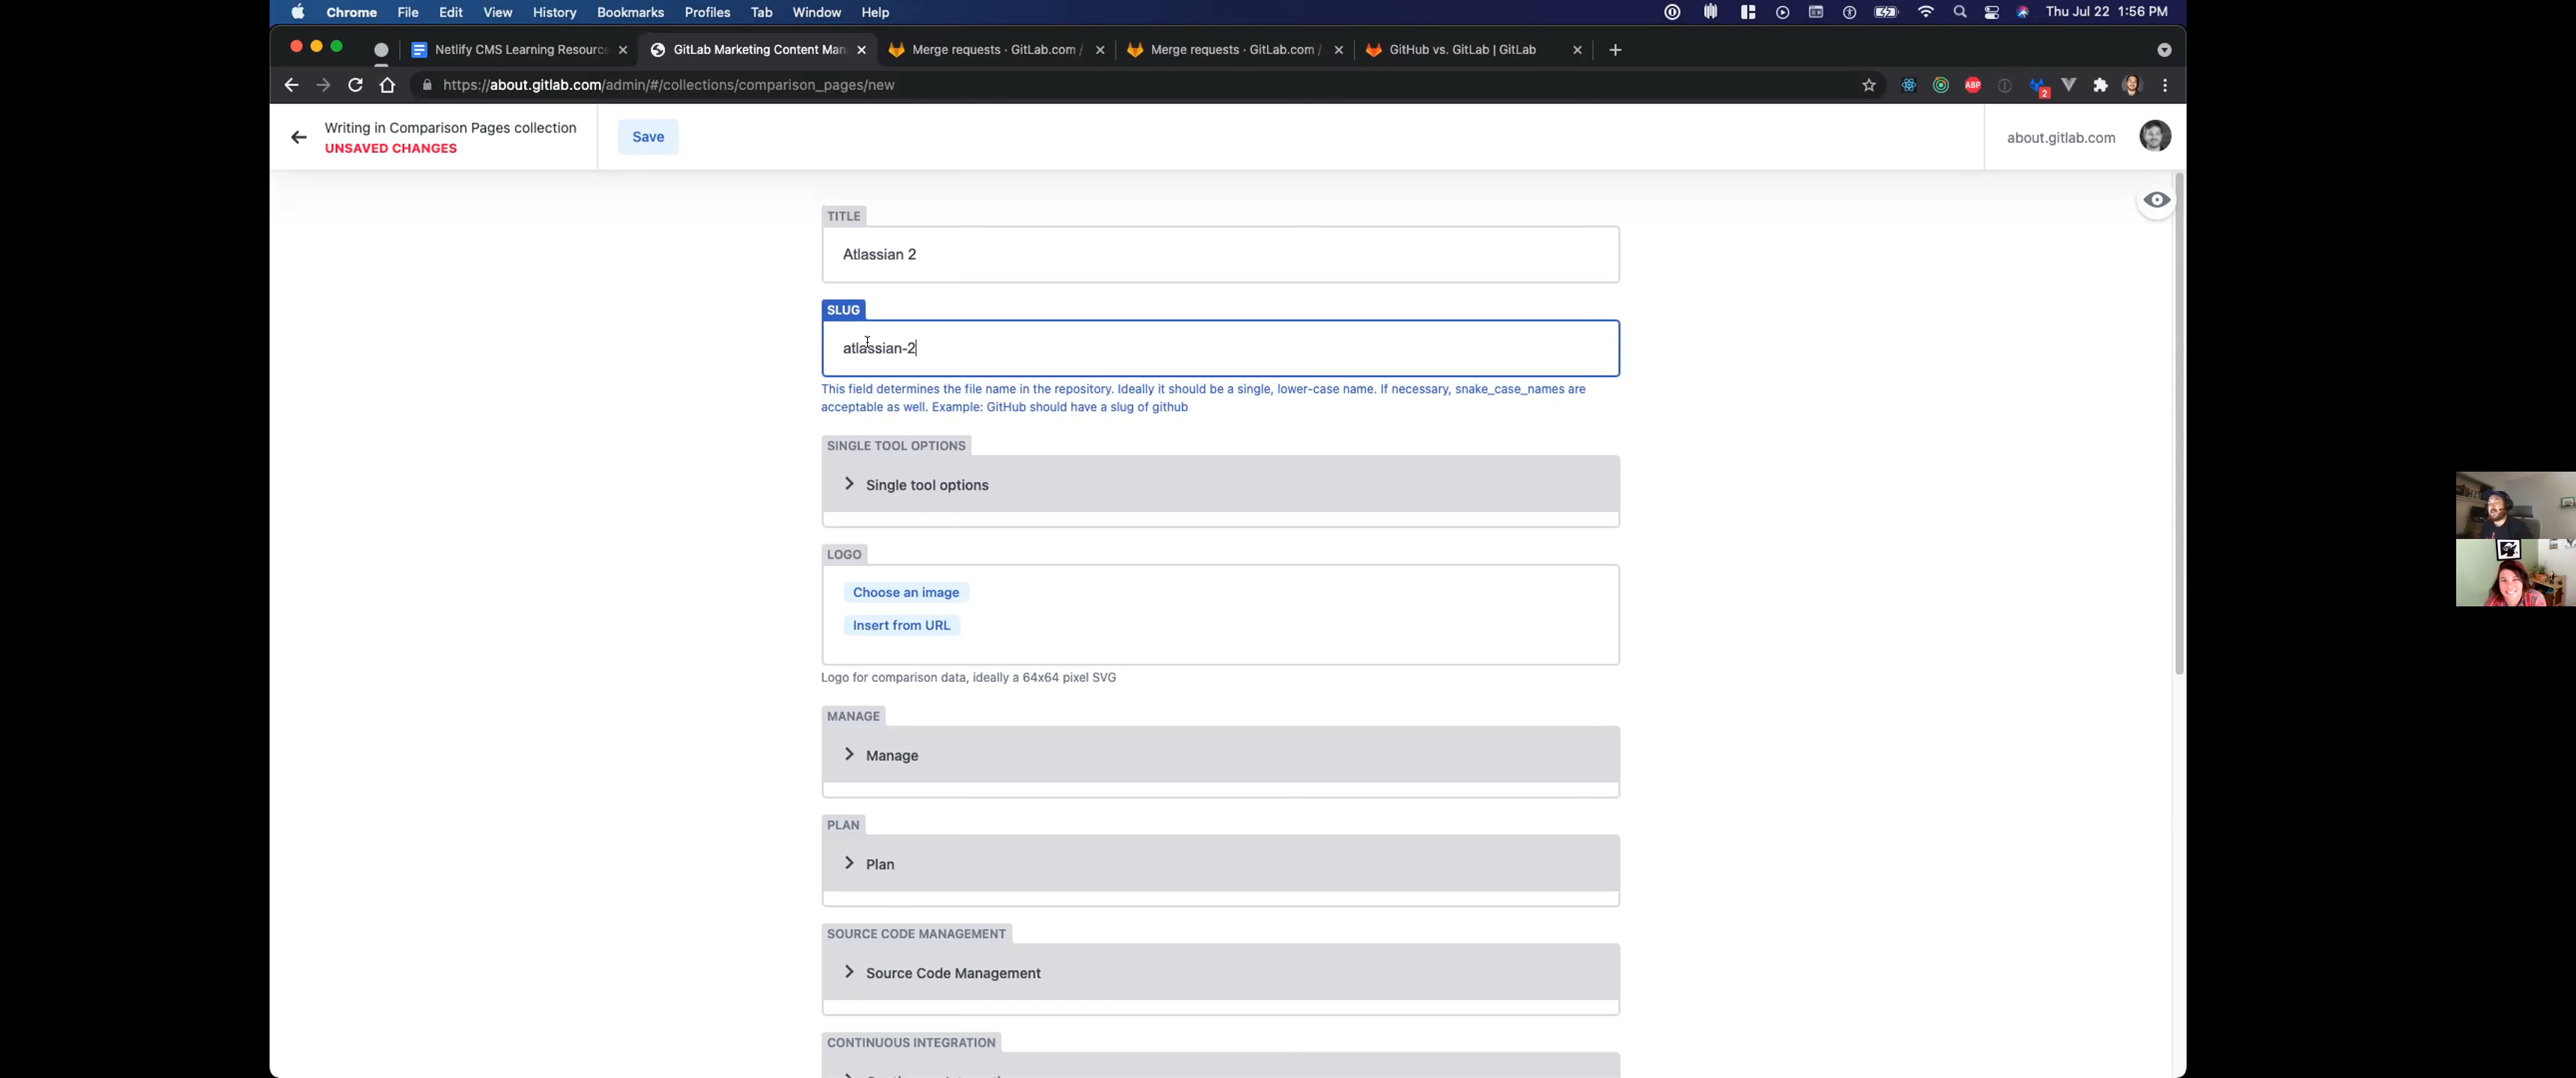 Chrome File Edit View History Bookmarks Profiles Tab Window Help Thu Jul 22 1:56 PM
Netlify CMS Learning Resource GitLab Marketing Content Man Merge requests · GitLab.com / Merge requests · GitLab.com / GitHub vs. GitLab | GitLab
https://about.gitlab.com/admin/#/collections/comparison_pages/new ABP 2
Writing in Comparison Pages collection
UNSAVED CHANGES
Save
about.gitlab.com
TITLE
Atlassian 2
SLUG
atlassian-2
This field determines the file name in the repository. Ideally it should be a single, lower-case name. If necessary, snake_case_names are
acceptable as well. Example: GitHub should have a slug of github
SINGLE TOOL OPTIONS
Single tool options
LOGO
Choose an image
Insert from URL
Logo for comparison data, ideally a 64x64 pixel SVG
MANAGE
Manage
PLAN
Plan
SOURCE CODE MANAGEMENT
Source Code Management
CONTINUOUS INTEGRATION